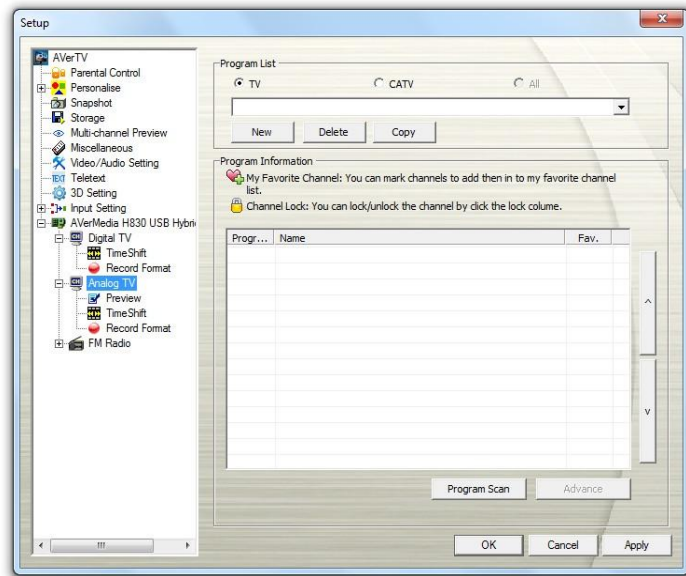 Setup
AVerTV
Parental Control
Personalise
Snapshot
Storage
Multi-channel Preview
Miscellaneous
Video/Audio Setting
TEXT Teletext
3D Setting
Input Setting
AVerMedia H830 USB Hybri
Digital TV
TimeShift
Record Format
Analog TV
Preview
TimeShift
Record Format
FM Radio
Program List
TV CATV All
New Delete Copy
Program Information
My Favorite Channel: You can mark channels to add then in to my favorite channel
list.
Channel Lock: You can lock/unlock the channel by click the lock colume.
Progr... Name Fav.
^
v
Program Scan Advance
OK Cancel Apply